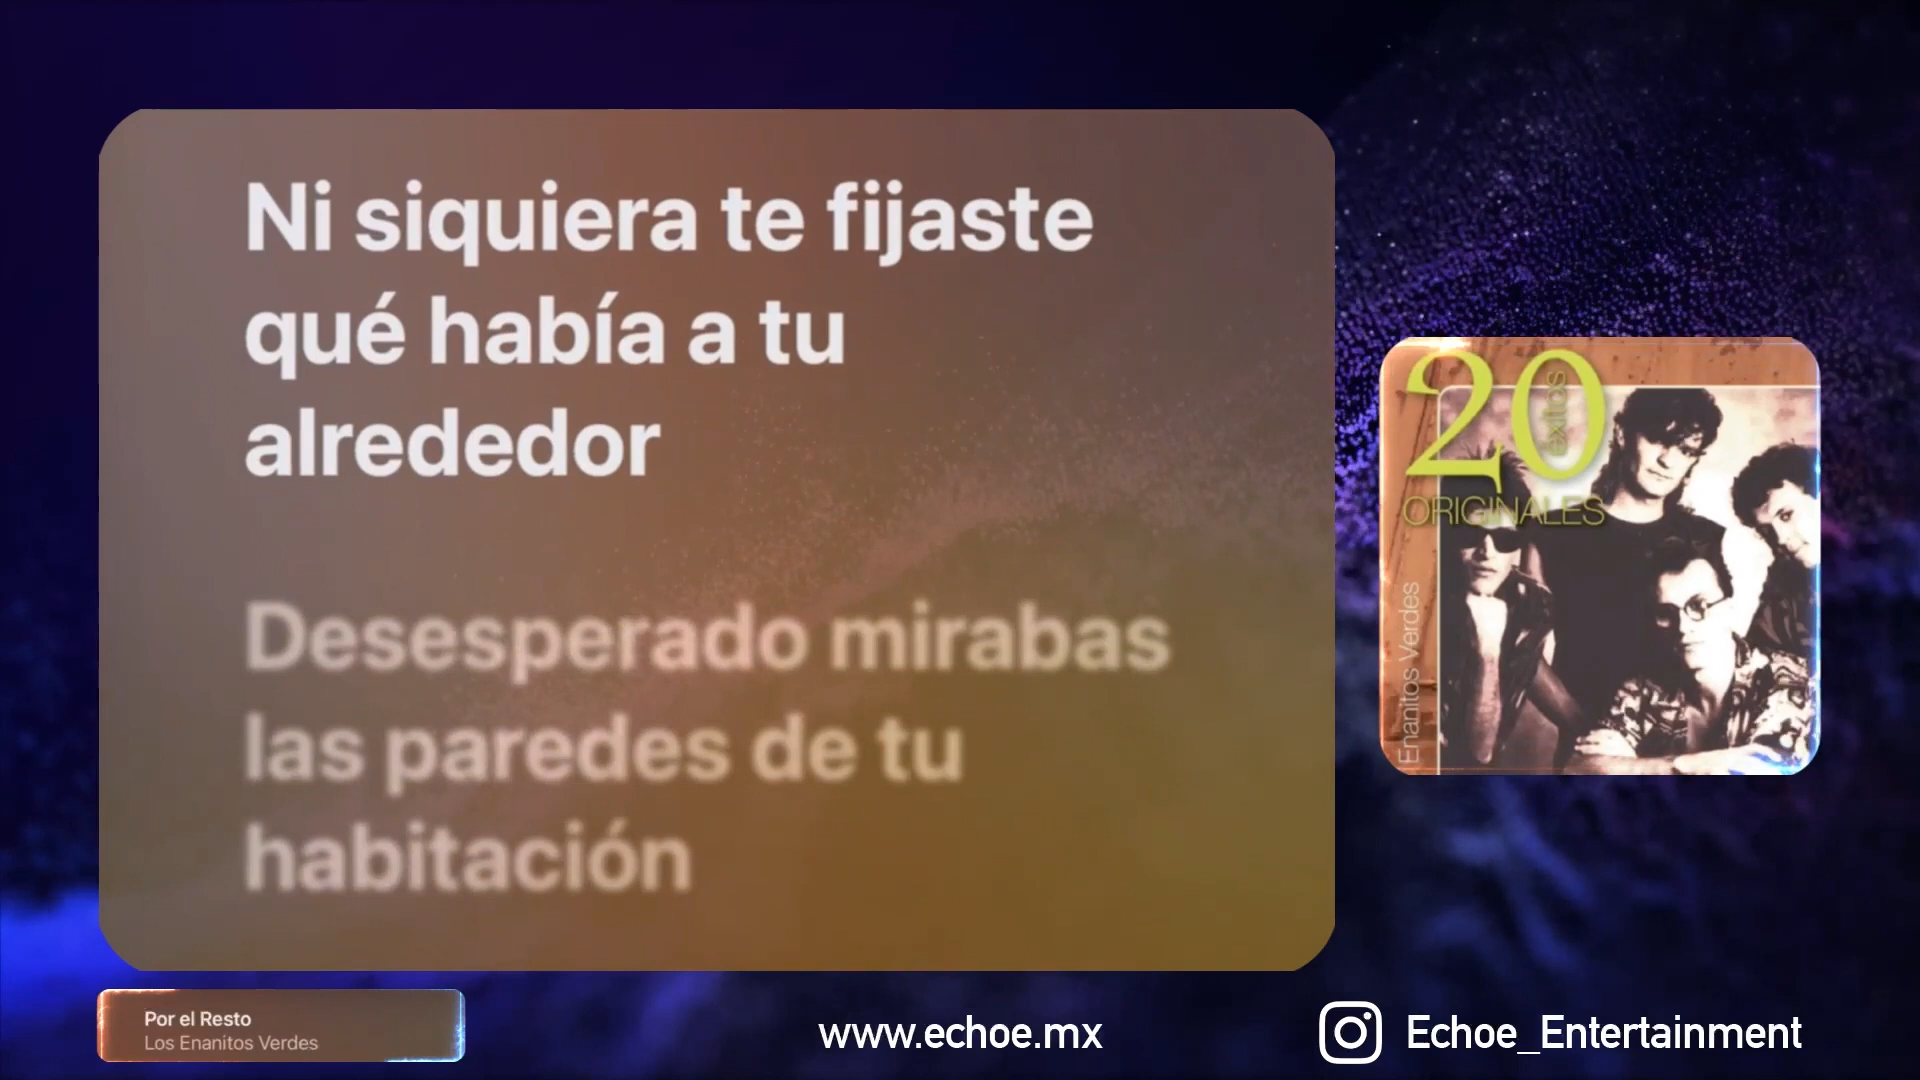 Ni siquiera te fijaste
qué había a tu
alrededor
Desesperado mirabas
las paredes de tu
habitación
20
éxitos
ORIGINALES
Enanitos Verdes
Por el Resto
Los Enanitos Verdes
www.echoe.mx
Echoe_Entertainment